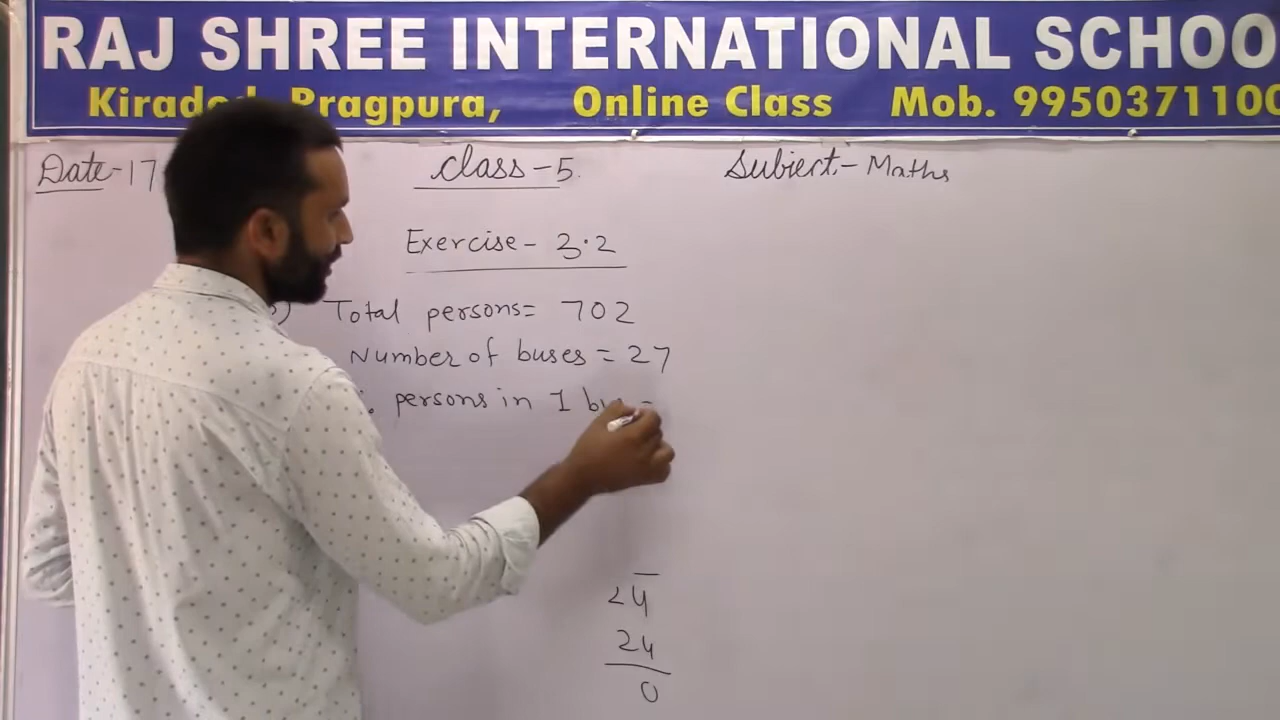 RAJ SHREE INTERNATIONAL SCHOO
Pragpura, Online Class Mob. 9950371100
Date-17 Class-5. Subject.-Maths
Exercise-3.2
Total persons= 702
Number of buses = 27
persons in 1 =
24
24
0